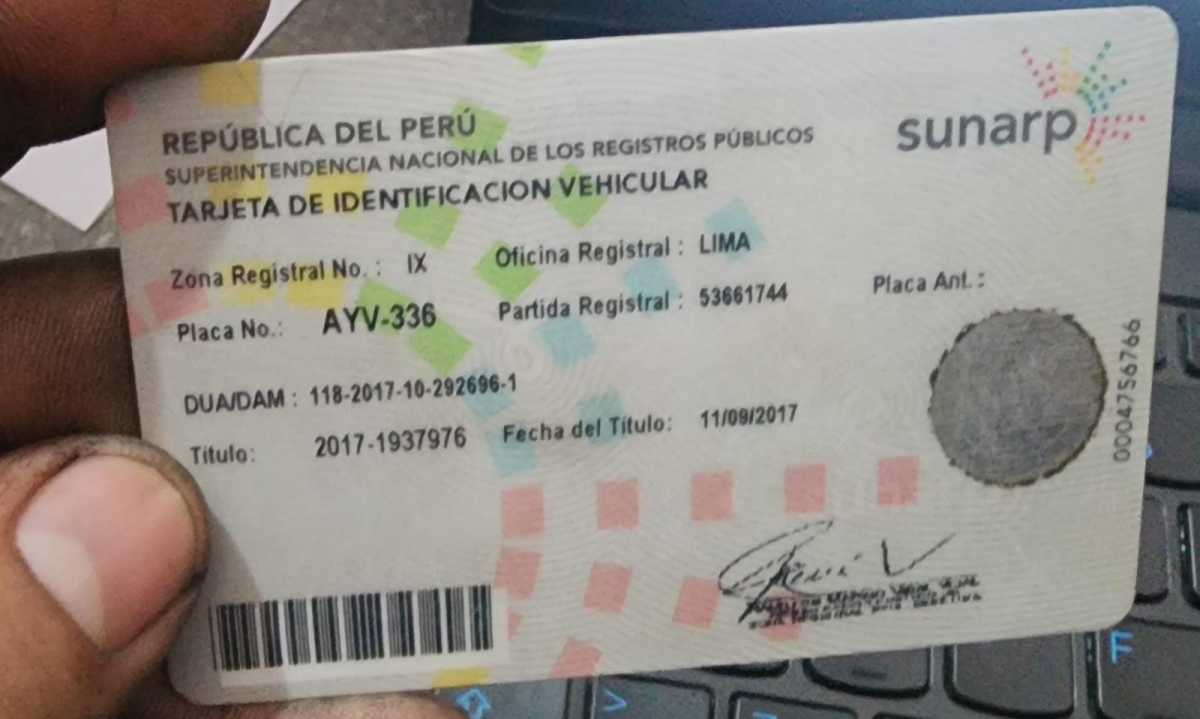 REPÚBLICA DEL PERÚ
SUPERINTENDENCIA NACIONAL DE LOS REGISTROS PÚBLICOS
TARJETA DE IDENTIFICACION VEHICULAR
sunarp
Zona Registral No. : IX Oficina Registral : LIMA
Placa No.: AYV-336 Partida Registral : 53661744 Placa Ant. :
DUA/DAM : 118-2017-10-292696-1
Título: 2017-1937976 Fecha del Título: 11/09/2017
0004756766
F